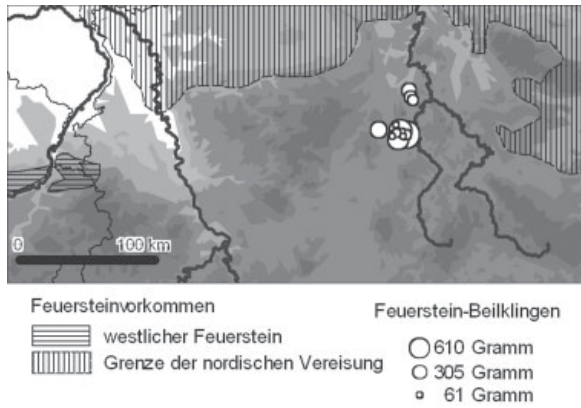 0 100 km
Feuersteinvorkommen
westlicher Feuerstein
Grenze der nordischen Vereisung
Feuerstein-Beilklingen
610 Gramm
305 Gramm
61 Gramm